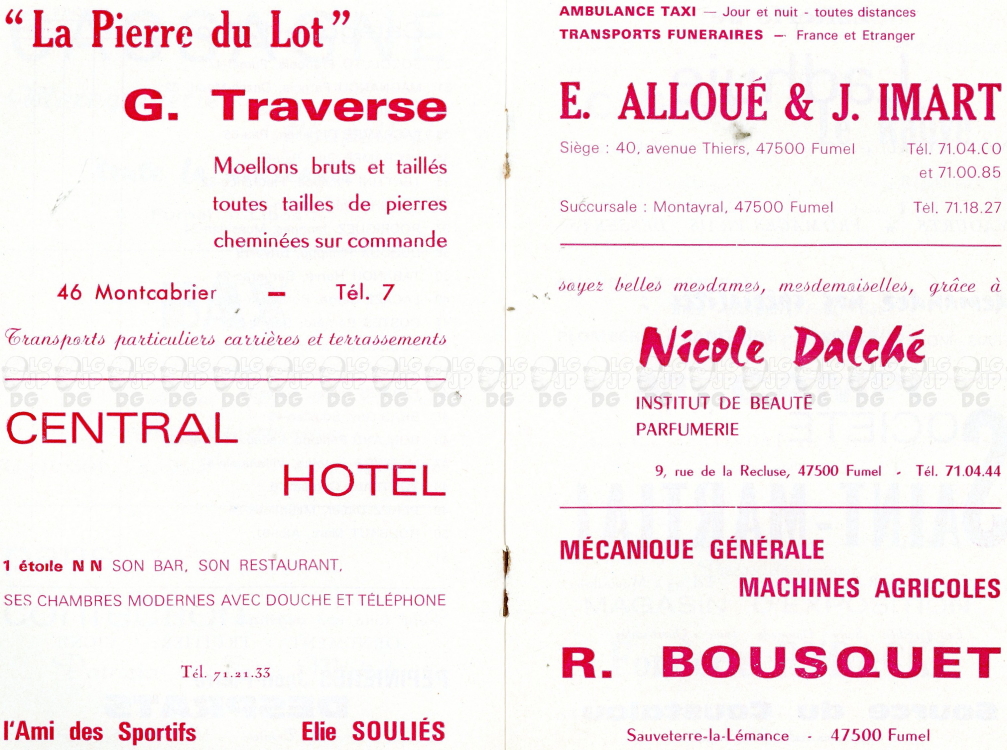 “La Pierre du Lot”
G. Traverse
Moellons bruts et taillés
toutes tailles de pierres
cheminées sur commande
46 Montcabrier — Tél. 7
Transports particuliers carrières et terrassements
CENTRAL
HOTEL
1 étoile N N SON BAR, SON RESTAURANT,
SES CHAMBRES MODERNES AVEC DOUCHE ET TÉLÉPHONE
Tél. 71.21.33
l'Ami des Sportifs Elie SOULIÉS
AMBULANCE TAXI — Jour et nuit - toutes distances
TRANSPORTS FUNERAIRES — France et Etranger
E. ALLOUÉ & J. IMART
Siège : 40, avenue Thiers, 47500 Fumel Tél.
et 71.00.85
Succursale : Montayral, 47500 Fumel Tél. 71.18.27
soyez belles mesdames, mesdemoiselles, grâce à
Nicole Dalché
INSTITUT DE BEAUTÉ
PARFUMERIE
9, rue de la Recluse, 47500 Fumel - Tél. 71.04.44
MÉCANIQUE GÉNÉRALE
MACHINES AGRICOLES
R. BOUSQUET
Sauveterre-la-Lémance - 47500 Fumel